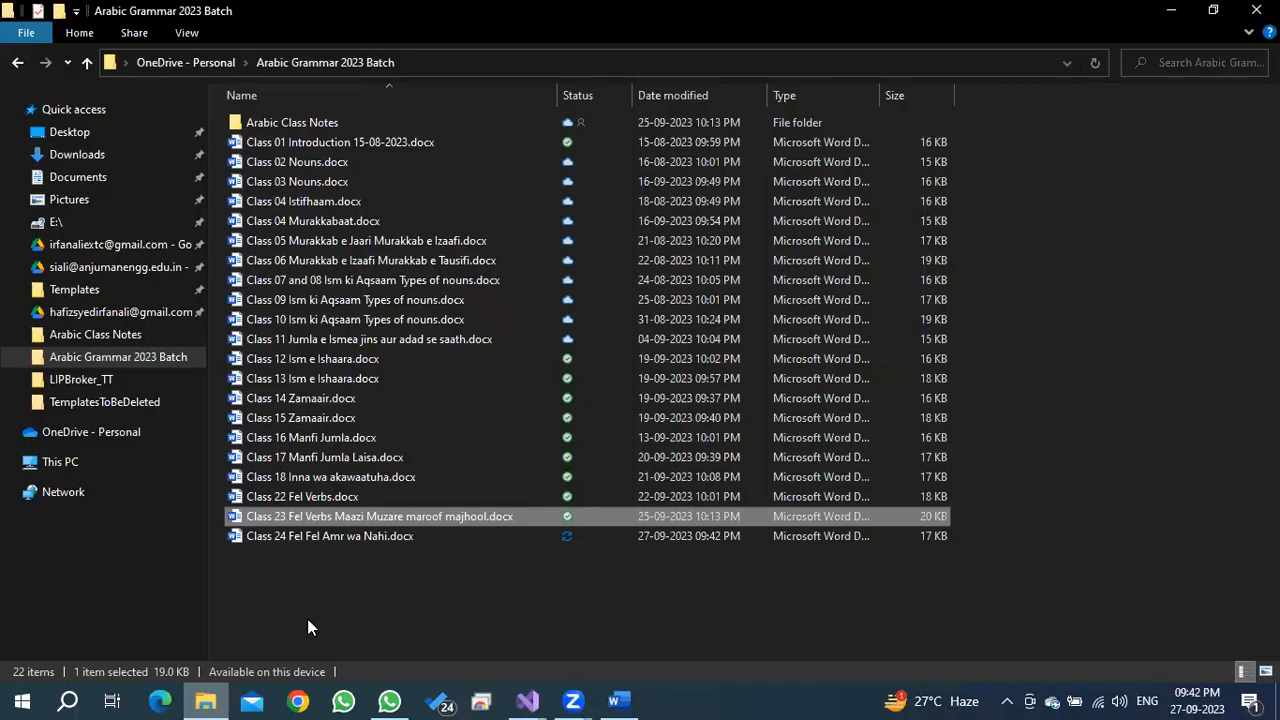 Arabic Grammar 2023 Batch
File Home Share View
OneDrive - Personal Arabic Grammar 2023 Batch Search Arabic Gram...
Name Status Date modified Type Size
Quick access
Desktop
Downloads
Documents
Pictures
E:\
irfanaliextc@gmail.com - Go
siali@anjumanengg.edu.in -
Templates
hafizsyedirfanali@gmail.com
Arabic Class Notes
Arabic Grammar 2023 Batch
LIPBroker_TT
TemplatesToBeDeleted
OneDrive - Personal
This PC
Network
Arabic Class Notes 25-09-2023 10:13 PM File folder
Class 01 Introduction 15-08-2023.docx 15-08-2023 09:59 PM Microsoft Word D... 16 KB
Class 02 Nouns.docx 16-08-2023 10:01 PM Microsoft Word D... 15 KB
Class 03 Nouns.docx 16-09-2023 09:49 PM Microsoft Word D... 16 KB
Class 04 Istifhaam.docx 18-08-2023 09:49 PM Microsoft Word D... 16 KB
Class 04 Murakkabaat.docx 16-09-2023 09:54 PM Microsoft Word D... 15 KB
Class 05 Murakkab e Jaari Murakkab e Izaafi.docx 21-08-2023 10:20 PM Microsoft Word D... 17 KB
Class 06 Murakkab e Izaafi Murakkab e Tausifi.docx 22-08-2023 10:11 PM Microsoft Word D... 19 KB
Class 07 and 08 Ism ki Aqsaam Types of nouns.docx 24-08-2023 10:05 PM Microsoft Word D... 16 KB
Class 09 Ism ki Aqsaam Types of nouns.docx 25-08-2023 10:01 PM Microsoft Word D... 17 KB
Class 10 Ism ki Aqsaam Types of nouns.docx 31-08-2023 10:24 PM Microsoft Word D... 19 KB
Class 11 Jumla e Ismea jins aur adad se saath.docx 04-09-2023 10:04 PM Microsoft Word D... 15 KB
Class 12 Ism e Ishaara.docx 19-09-2023 10:02 PM Microsoft Word D... 16 KB
Class 13 Ism e Ishaara.docx 19-09-2023 09:57 PM Microsoft Word D... 18 KB
Class 14 Zamaair.docx 19-09-2023 09:37 PM Microsoft Word D... 16 KB
Class 15 Zamaair.docx 19-09-2023 09:40 PM Microsoft Word D... 18 KB
Class 16 Manfi Jumla.docx 13-09-2023 10:01 PM Microsoft Word D... 16 KB
Class 17 Manfi Jumla Laisa.docx 20-09-2023 09:39 PM Microsoft Word D... 17 KB
Class 18 Inna wa akawaatuha.docx 21-09-2023 10:08 PM Microsoft Word D... 17 KB
Class 22 Fel Verbs.docx 22-09-2023 10:01 PM Microsoft Word D... 18 KB
Class 23 Fel Verbs Maazi Muzare maroof majhool.docx 25-09-2023 10:13 PM Microsoft Word D... 20 KB
Class 24 Fel Fel Amr wa Nahi.docx 27-09-2023 09:42 PM Microsoft Word D... 17 KB
22 items 1 item selected 19.0 KB Available on this device
24 1 27°C Haze ENG 09:42 PM
27-09-2023 1